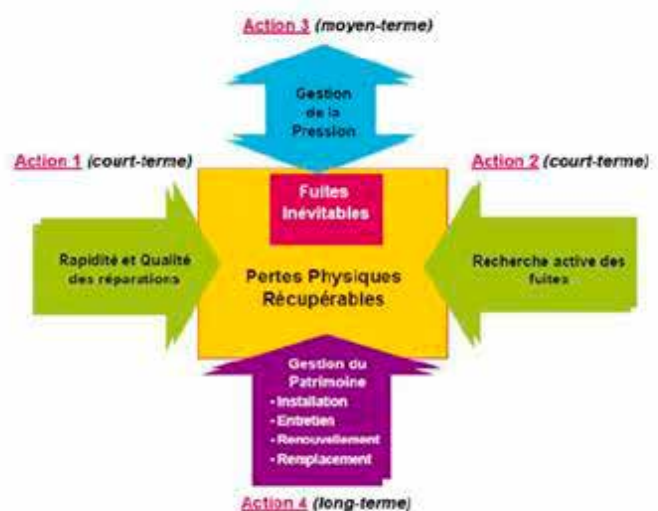 Action 3 (moyen-terme)
Gestion
de la
Pression
Action 1 (court-terme)
Action 2 (court-terme)
Fuites
Inévitables
Rapidité et Qualité
des réparations
Recherche active des
fuites
Pertes Physiques
Récupérables
Gestion du
Patrimoine
- Installation
- Entretien
- Renouvellement
- Remplacement
Action 4 (long-terme)